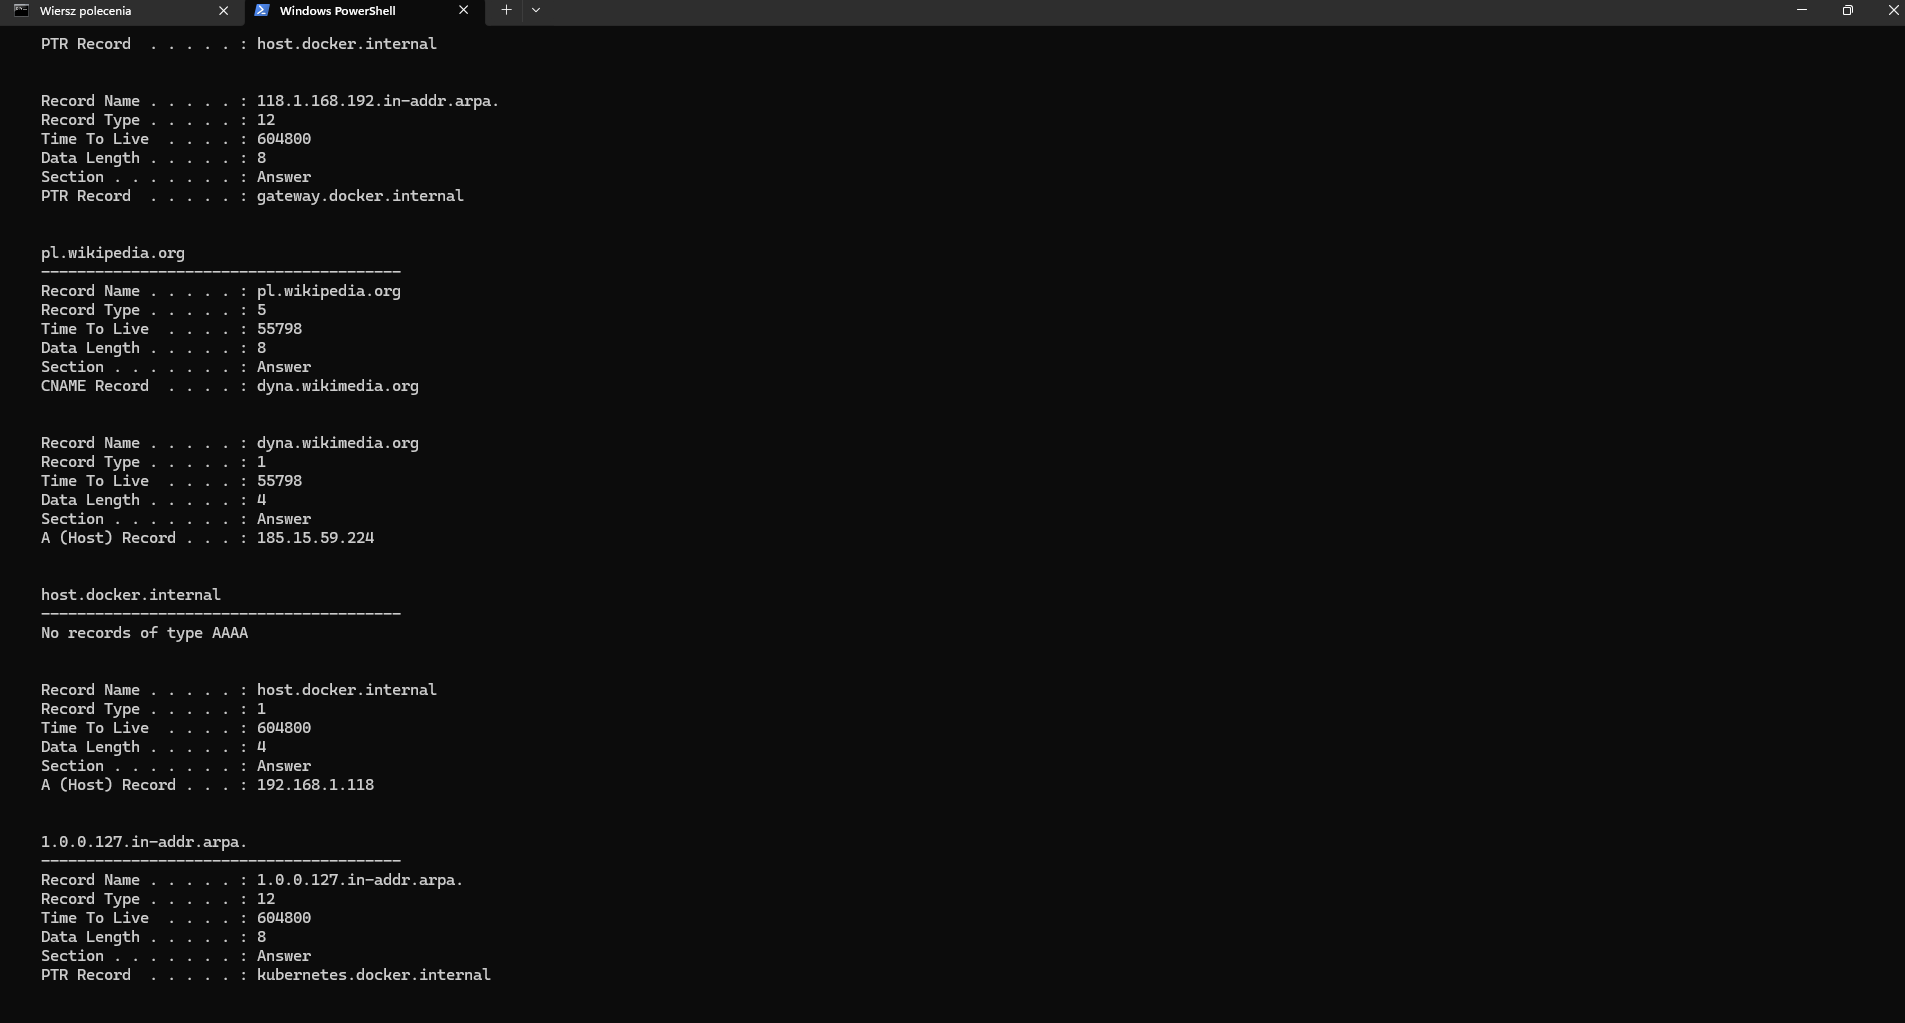 Wiersz polecenia
Windows PowerShell
PTR Record  . . . . . : host.docker.internal
Record Name . . . . . : 118.1.168.192.in-addr.arpa.
Record Type . . . . . : 12
Time To Live  . . . . : 604800
Data Length . . . . . : 8
Section . . . . . . . : Answer
PTR Record  . . . . . : gateway.docker.internal
pl.wikipedia.org
----------------------------------------
Record Name . . . . . : pl.wikipedia.org
Record Type . . . . . : 5
Time To Live  . . . . : 55798
Data Length . . . . . : 8
Section . . . . . . . : Answer
CNAME Record  . . . . : dyna.wikimedia.org
Record Name . . . . . : dyna.wikimedia.org
Record Type . . . . . : 1
Time To Live  . . . . : 55798
Data Length . . . . . : 4
Section . . . . . . . : Answer
A (Host) Record . . . : 185.15.59.224
host.docker.internal
----------------------------------------
No records of type AAAA
Record Name . . . . . : host.docker.internal
Record Type . . . . . : 1
Time To Live  . . . . : 604800
Data Length . . . . . : 4
Section . . . . . . . : Answer
A (Host) Record . . . : 192.168.1.118
1.0.0.127.in-addr.arpa.
----------------------------------------
Record Name . . . . . : 1.0.0.127.in-addr.arpa.
Record Type . . . . . : 12
Time To Live  . . . . : 604800
Data Length . . . . . : 8
Section . . . . . . . : Answer
PTR Record  . . . . . : kubernetes.docker.internal